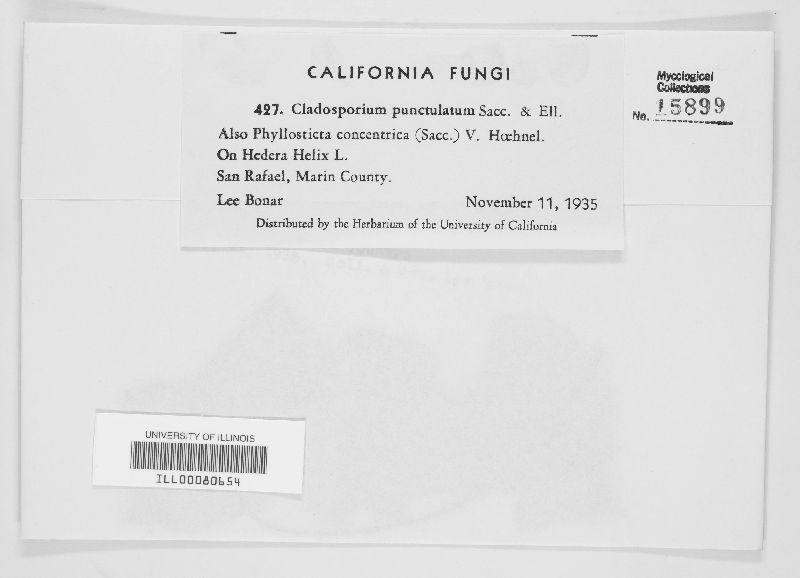 CALIFORNIA FUNGI
427. Cladosporium punctulatum Sacc. & Ell.
Also Phyllosticta concentrica (Sacc.) V. Hœhnel.
On Hedera Helix L.
San Rafael, Marin County.
Lee Bonar November 11, 1935
Distributed by the Herbarium of the University of California
Mycological
Collections
No. 15899
UNIVERSITY OF ILLINOIS
ILL00080654